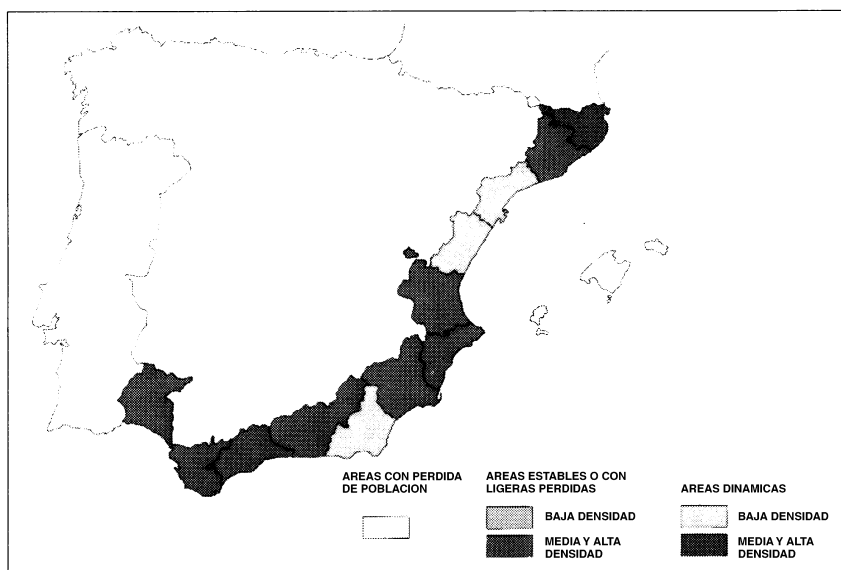 AREAS CON PERDIDA
DE POBLACION
AREAS ESTABLES O CON
LIGERAS PERDIDAS
BAJA DENSIDAD
MEDIA Y ALTA
DENSIDAD
AREAS DINAMICAS
BAJA DENSIDAD
MEDIA Y ALTA
DENSIDAD